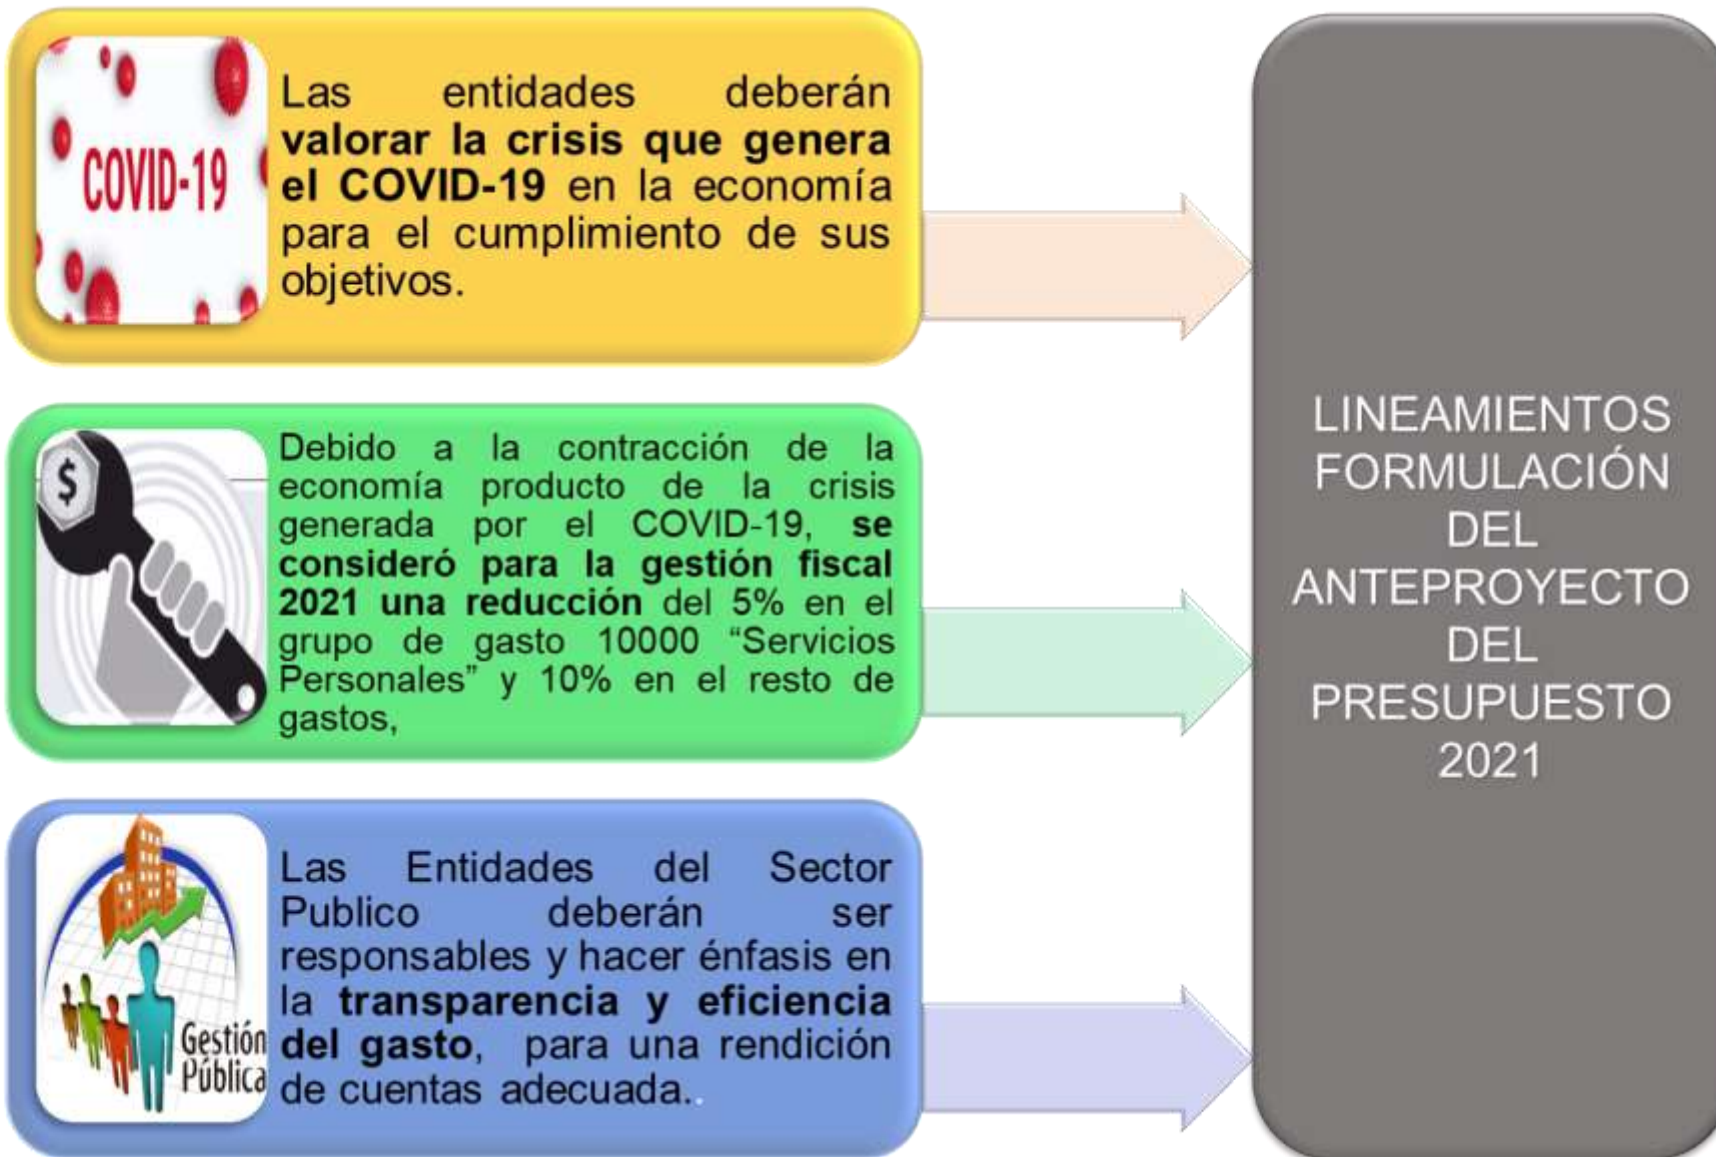 COVID-19
Las entidades deberán
valorar la crisis que genera
el COVID-19 en la economía
para el cumplimiento de sus
objetivos.
$
Debido a la contracción de la
economía producto de la crisis
generada por el COVID-19, se
consideró para la gestión fiscal
2021 una reducción del 5% en el
grupo de gasto 10000 “Servicios
Personales” y 10% en el resto de
gastos,
Gestión
Pública
Las Entidades del Sector
Publico deberán ser
responsables y hacer énfasis en
la transparencia y eficiencia
del gasto, para una rendición
de cuentas adecuada..
LINEAMIENTOS
FORMULACIÓN
DEL
ANTEPROYECTO
DEL
PRESUPUESTO
2021